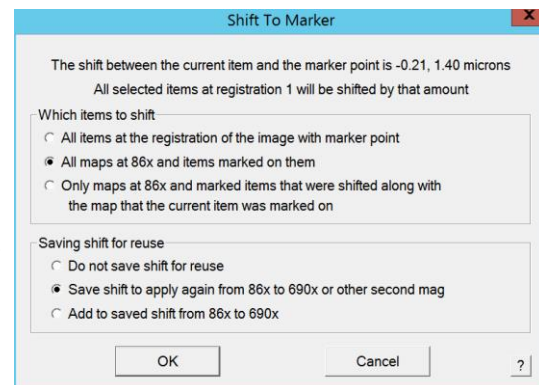 Shift To Marker
X
The shift between the current item and the marker point is -0.21, 1.40 microns
All selected items at registration 1 will be shifted by that amount
Which items to shift
All items at the registration of the image with marker point
All maps at 86x and items marked on them
Only maps at 86x and marked items that were shifted along with
the map that the current item was marked on
Saving shift for reuse
Do not save shift for reuse
Save shift to apply again from 86x to 690x or other second mag
Add to saved shift from 86x to 690x
OK Cancel ?